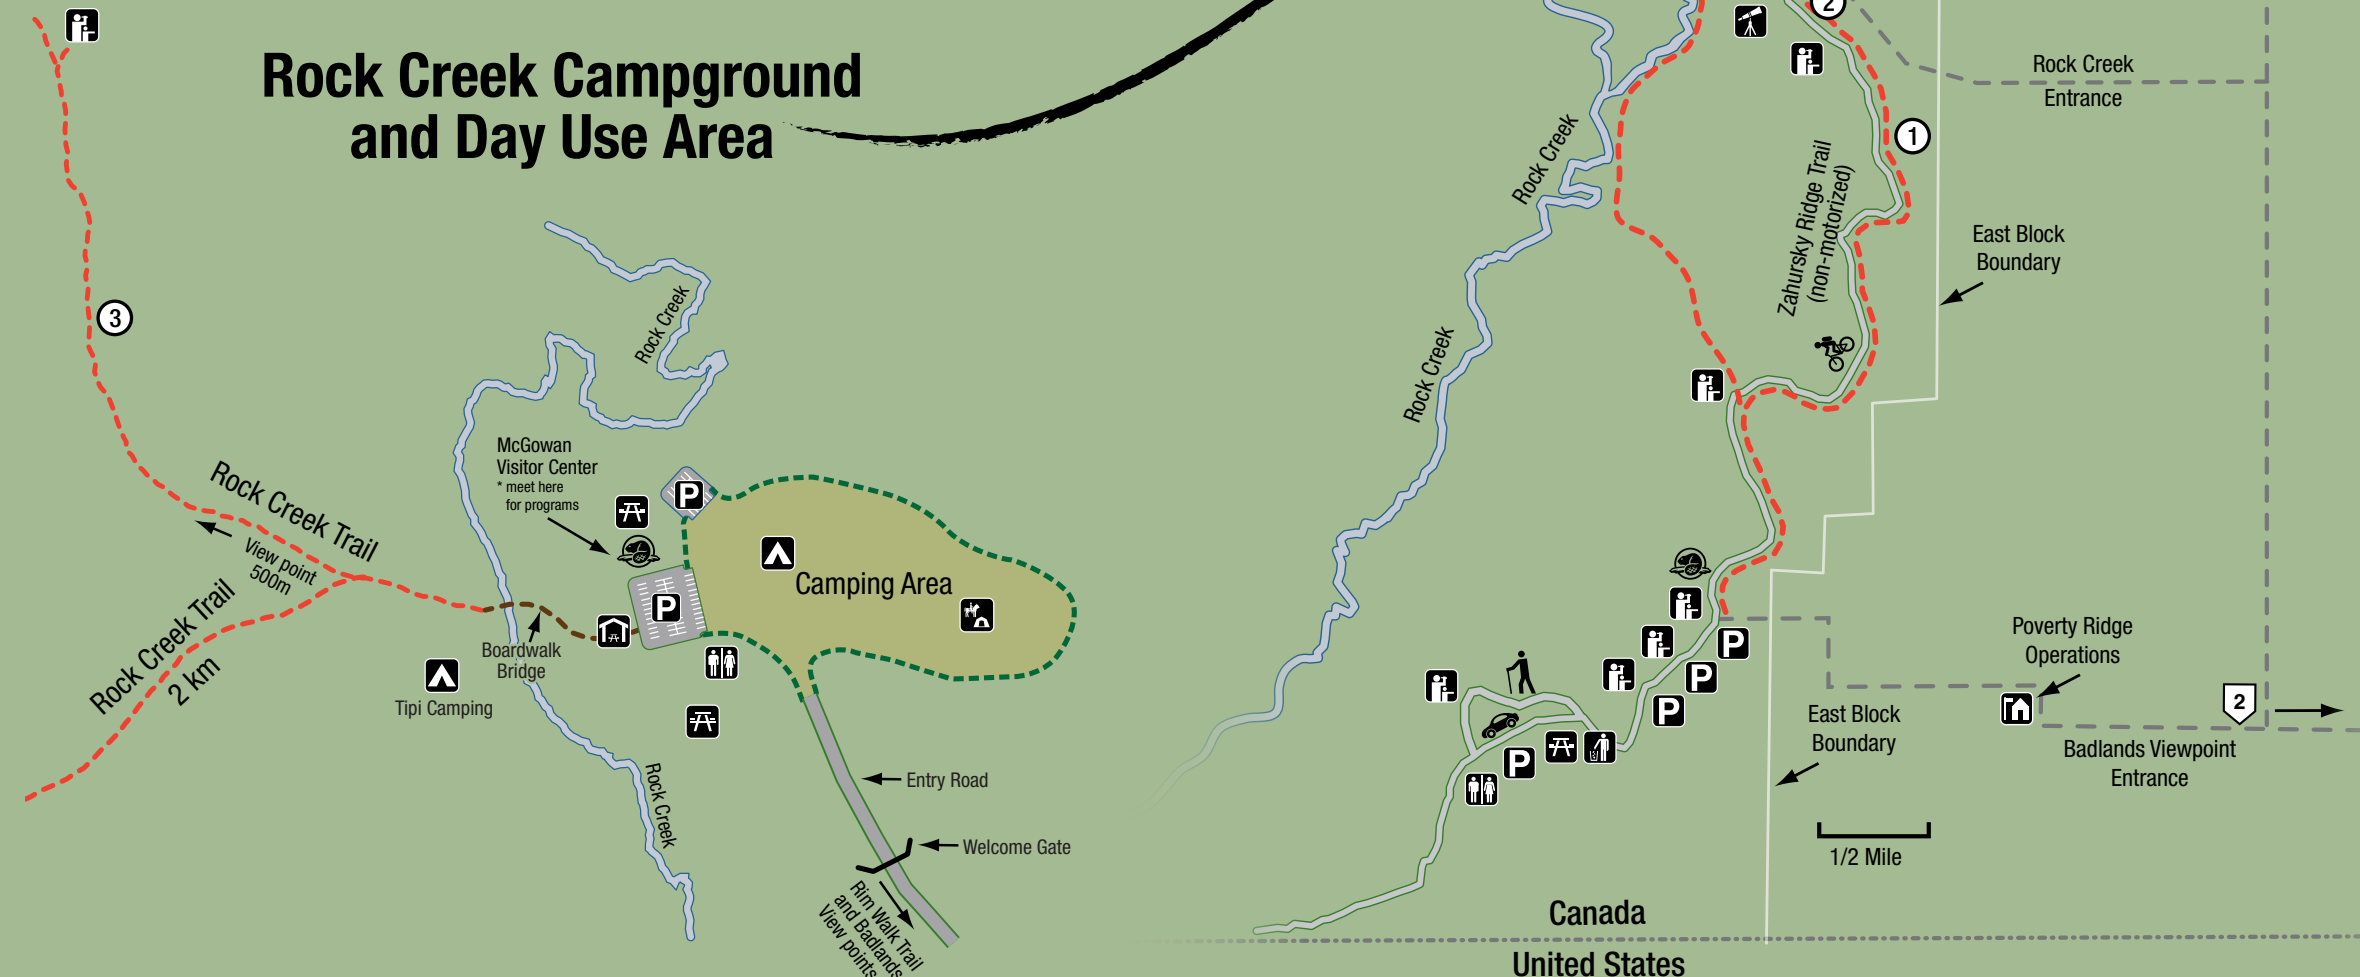 Rock Creek Campground
and Day Use Area
3
Rock Creek
McGowan
Visitor Center
* meet here
for programs
P
P
Camping Area
Rock Creek Trail
View point
500m
Rock Creek Trail
2 km
Boardwalk
Bridge
Tipi Camping
Rock Creek
Entry Road
Welcome Gate
Rim Walk Trail
and Badlands
View points
2
Rock Creek
Entrance
1
Rock Creek
Zahursky Ridge Trail
(non-motorized)
East Block
Boundary
Rock Creek
P
P
P
P
Poverty Ridge
Operations
2
East Block
Boundary
Badlands Viewpoint
Entrance
1/2 Mile
Canada
United States